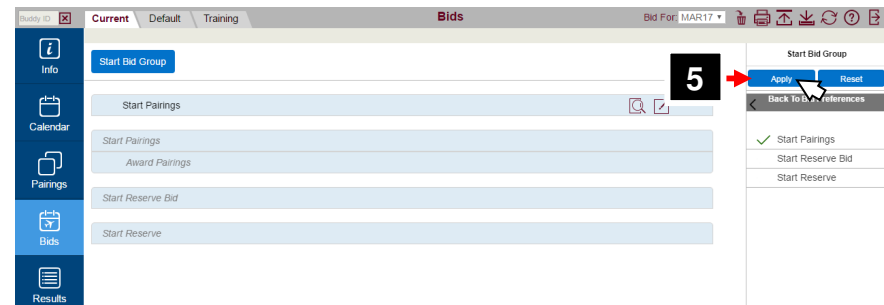 Buddy ID
Current
Default
Training
Bids
Bid For: MAR17
Info
Calendar
Pairings
Bids
Results
Start Bid Group
Start Pairings
Start Pairings
Award Pairings
Start Reserve Bid
Start Reserve
5
Start Bid Group
Apply
Reset
Back To Bid Preferences
Start Pairings
Start Reserve Bid
Start Reserve